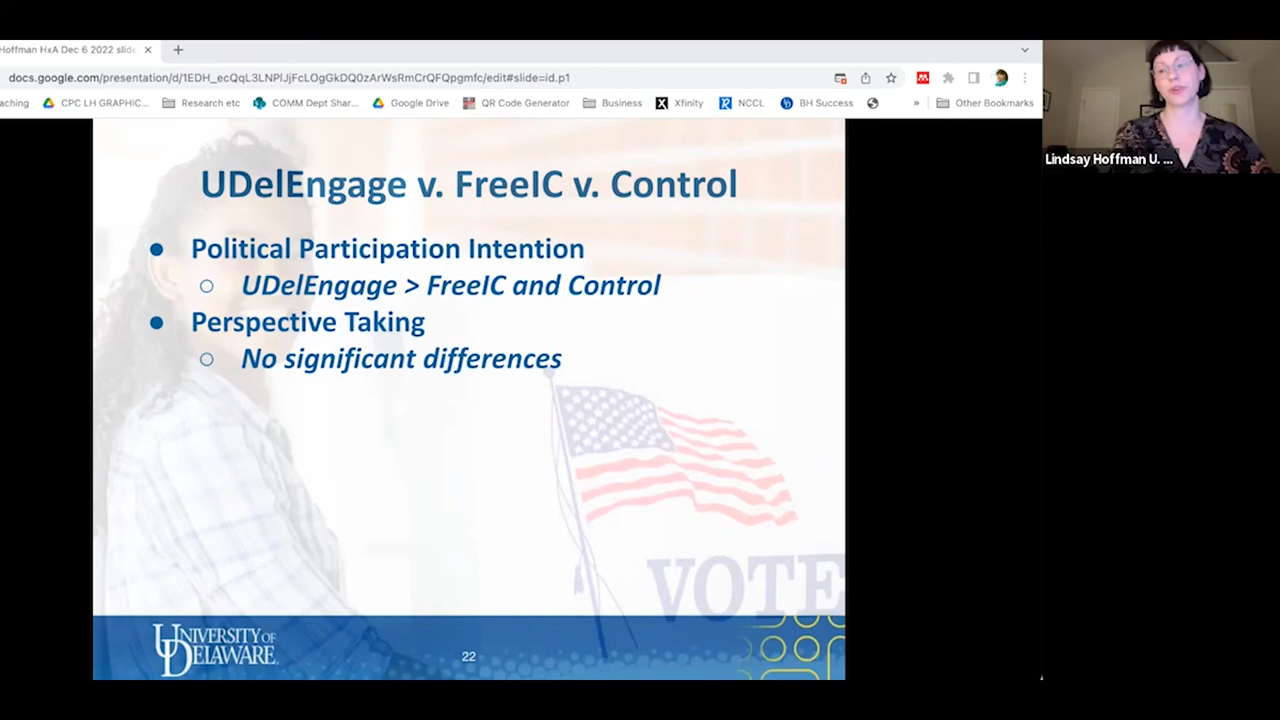 Hoffman HxA Dec 6 2022 slid
docs.google.com/presentation/d/1EDH_ecQqL3LNPlJjFcLOgGkDQ0zArWsRmCrQFQpgmfc/edit#slide=id.p1
aching CPC LH GRAPHIC... Research etc COMM Dept Shar... Google Drive QR Code Generator Business Xfinity NCCL BH Success » Other Bookmarks
Lindsay Hoffman U. ...
UDelEngage v. FreeIC v. Control
● Political Participation Intention
○ UDelEngage > FreeIC and Control
● Perspective Taking
○ No significant differences
VOTE
UNIVERSITY OF
DELAWARE
22